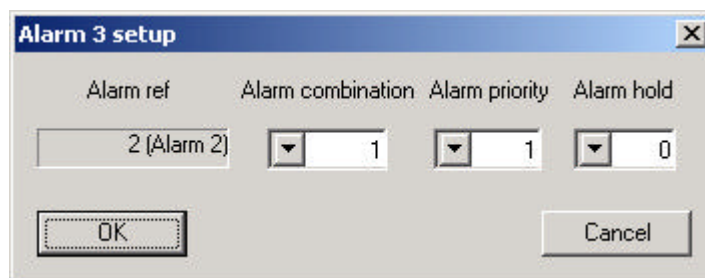 Alarm 3 setup
Alarm ref Alarm combination Alarm priority Alarm hold
2 (Alarm 2) 1 1 0
OK Cancel